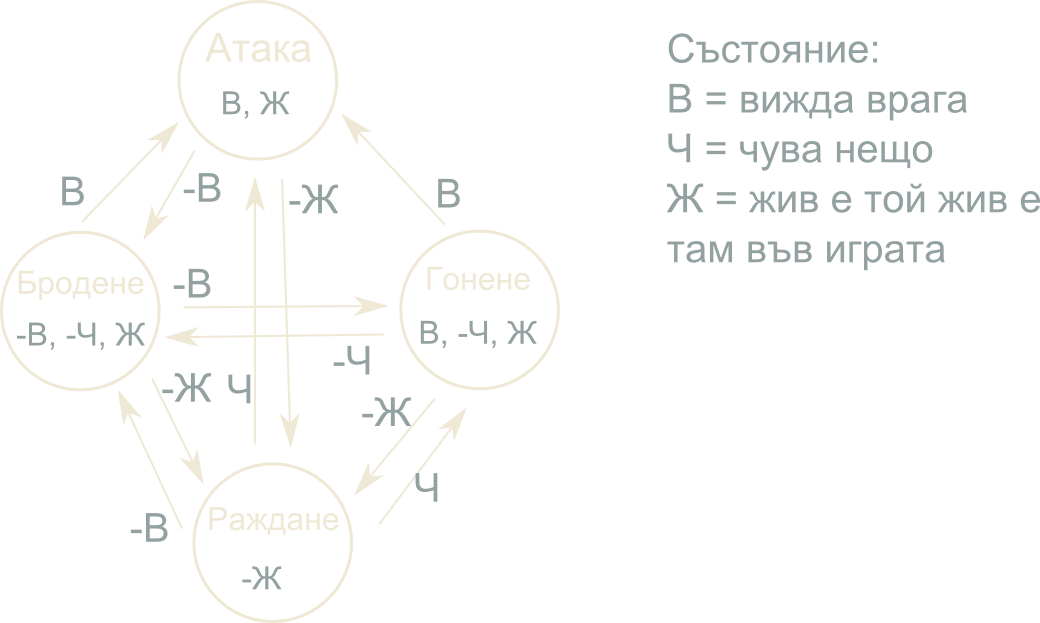 Атака
В, Ж
Състояние:
В = вижда врага
Ч = чува нещо
Ж = жив е той жив е
там във играта
В
-В
-Ж
В
Бродене
-В, -Ч, Ж
-В
Гонене
В, -Ч, Ж
-Ч
-Ж
Ч
-Ж
Ч
-В
Раждане
-Ж